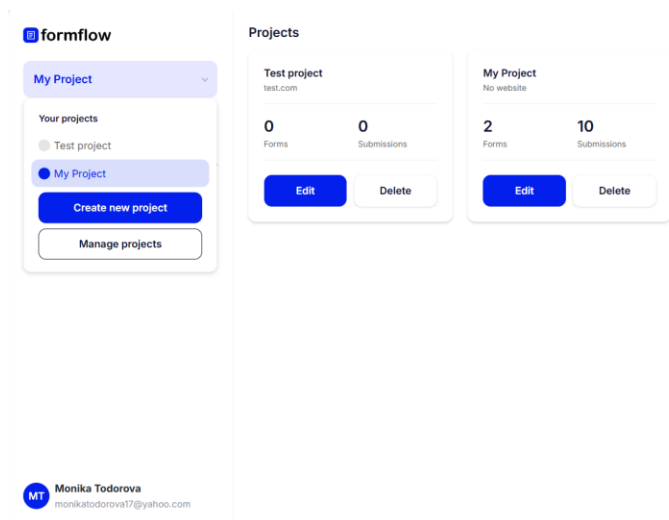 formflow
My Project
Your projects
Test project
My Project
Create new project
Manage projects
MT
Monika Todorova
monikatodorova17@yahoo.com
Projects
Test project
test.com
0
Forms
0
Submissions
Edit
Delete
My Project
No website
2
Forms
10
Submissions
Edit
Delete